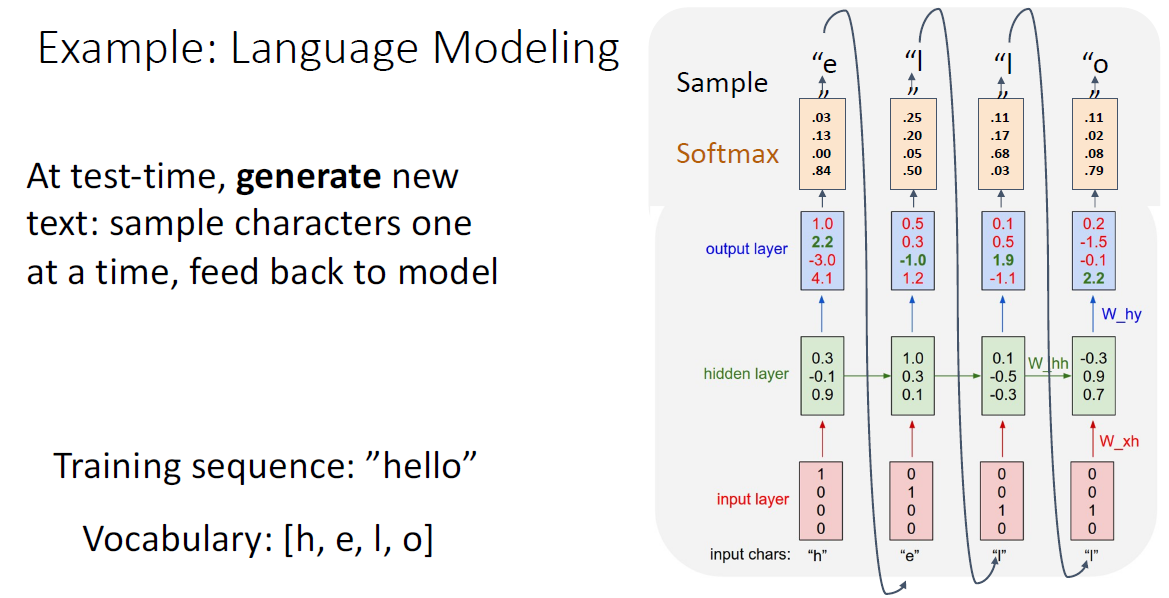 Example: Language Modeling
At test-time, generate new
text: sample characters one
at a time, feed back to model
Training sequence: ”hello”
Vocabulary: [h, e, l, o]
Sample
“e
”
“l
”
“l
”
“o
”
Softmax
.03 .25 .11 .11
.13 .20 .17 .02
.00 .05 .68 .08
.84 .50 .03 .79
output layer
1.0 0.5 0.1 0.2
2.2 0.3 0.5 -1.5
-3.0 -1.0 1.9 -0.1
4.1 1.2 -1.1 2.2
W_hy
hidden layer
0.3 1.0 0.1 -0.3
-0.1 0.3 -0.5 0.9
0.9 0.1 -0.3 0.7
W_hh
W_xh
input layer
1 0 0 0
0 1 0 0
0 0 1 1
0 0 0 0
input chars: “h” “e” “l” “l”